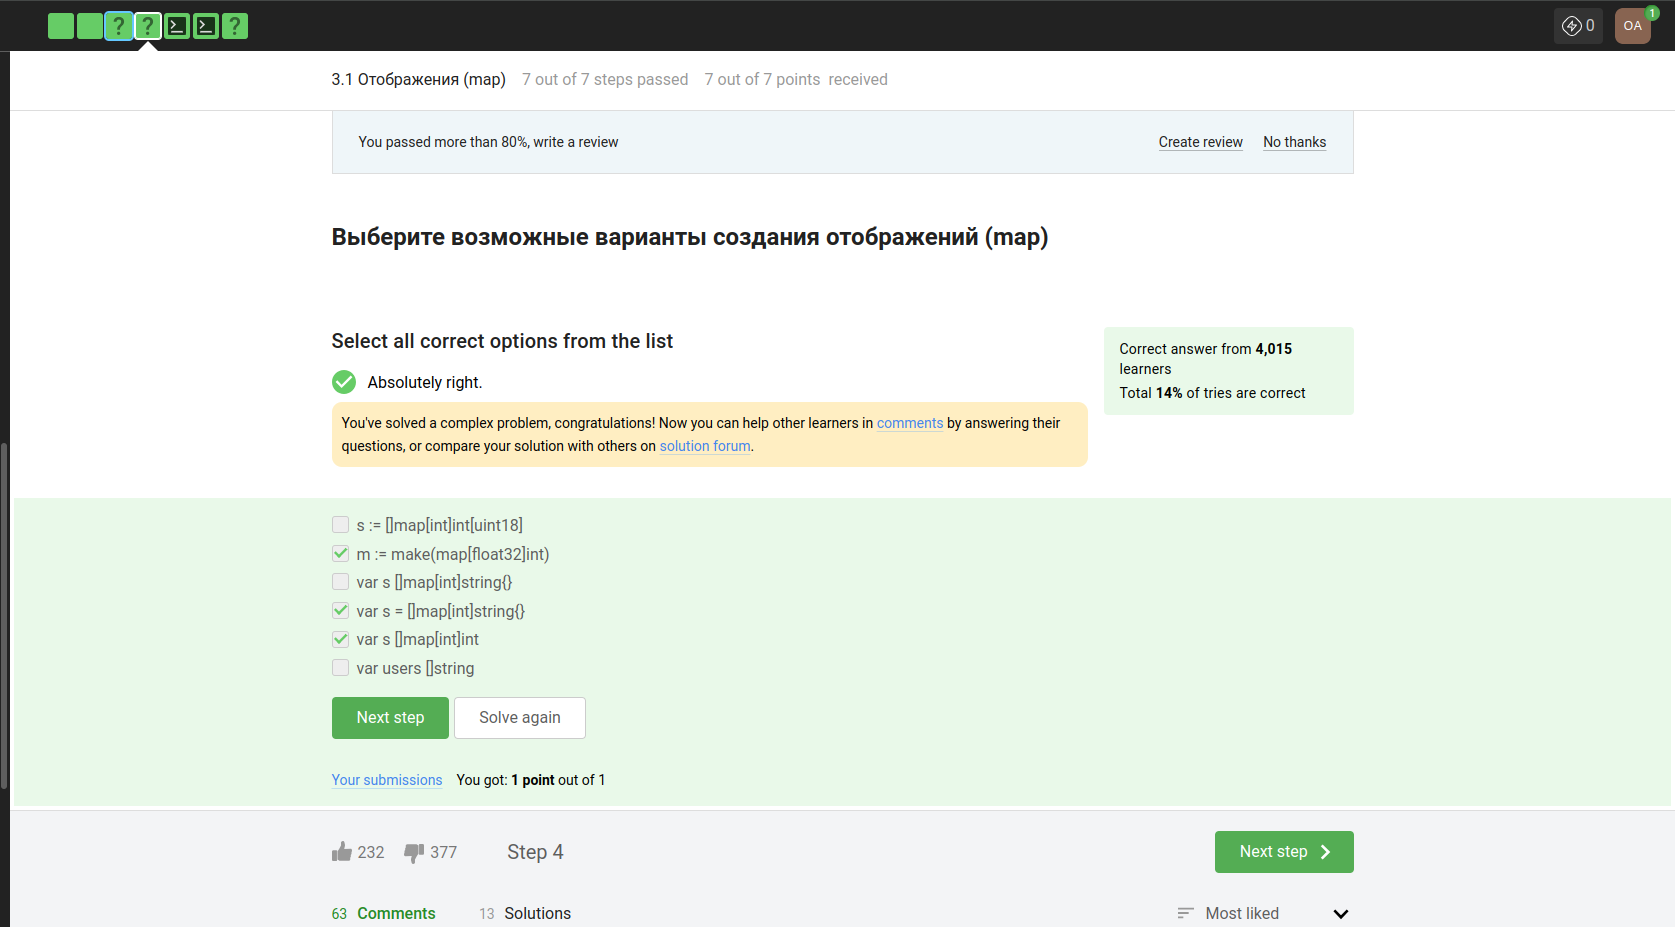 ? ? ?
0
OA
1
3.1 Отображения (map) 7 out of 7 steps passed 7 out of 7 points received
You passed more than 80%, write a review Create review No thanks
Выберите возможные варианты создания отображений (map)
Select all correct options from the list
Absolutely right.
You've solved a complex problem, congratulations! Now you can help other learners in comments by answering their
questions, or compare your solution with others on solution forum.
Correct answer from 4,015
learners
Total 14% of tries are correct
s := []map[int]int[uint18]
m := make(map[float32]int)
var s []map[int]string{}
var s = []map[int]string{}
var s []map[int]int
var users []string
Next step Solve again
Your submissions You got: 1 point out of 1
232 377 Step 4 Next step
63 Comments 13 Solutions Most liked